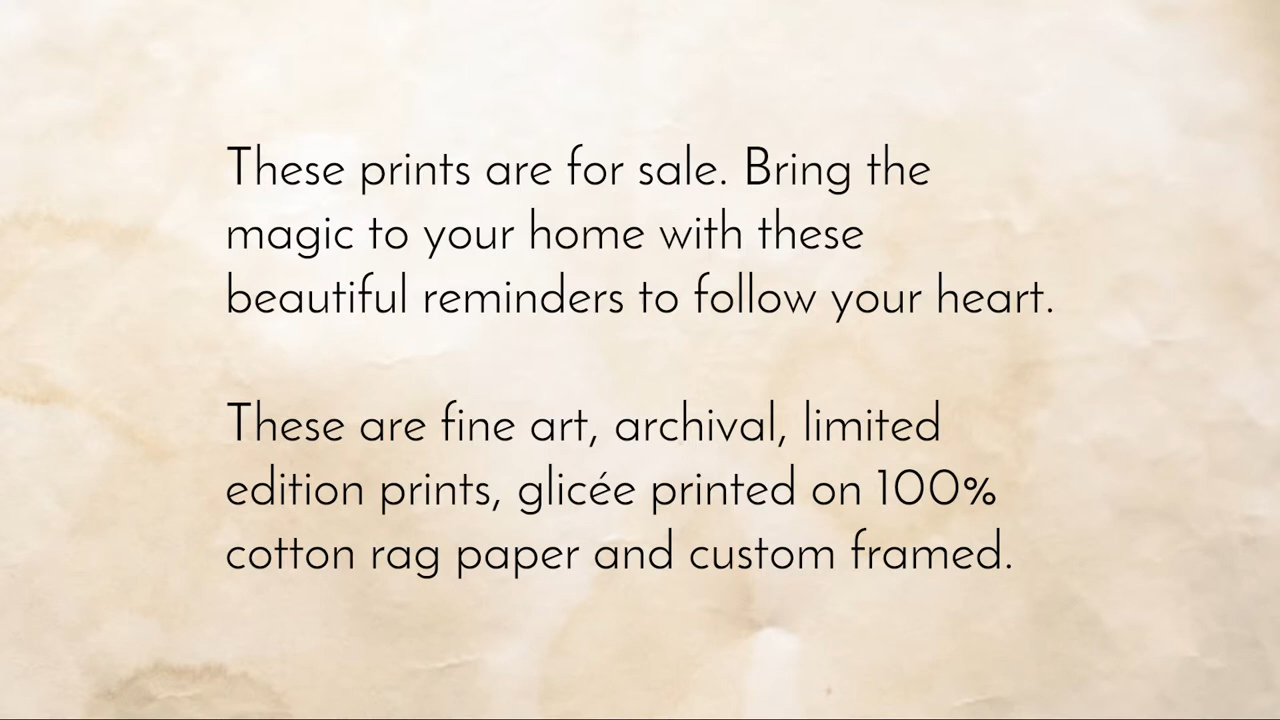 These prints are for sale. Bring the
magic to your home with these
beautiful reminders to follow your heart.
These are fine art, archival, limited
edition prints, glicée printed on 100%
cotton rag paper and custom framed.